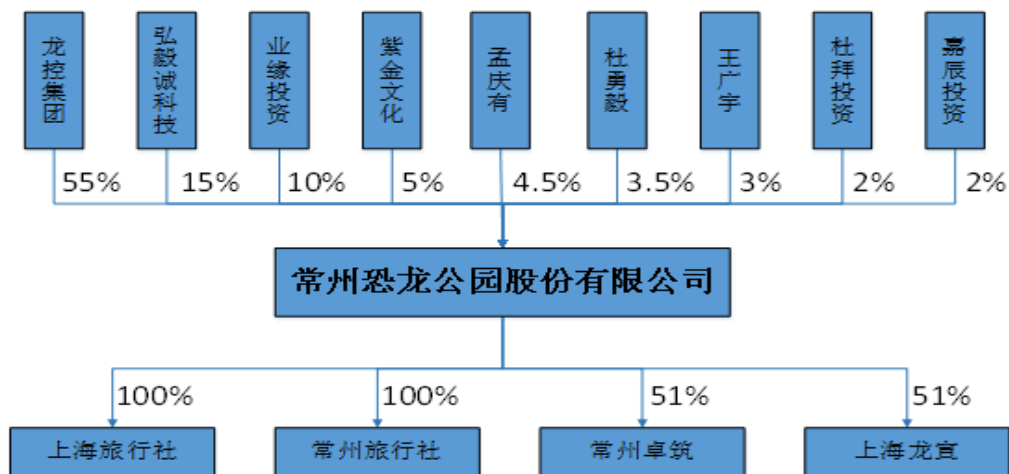 龙控集团
弘毅诚科技
业缘投资
紫金文化
孟庆有
杜勇毅
王广宇
杜拜投资
嘉辰投资
55%
15%
10%
5%
4.5%
3.5%
3%
2%
2%
常州恐龙公园股份有限公司
100%
100%
51%
51%
上海旅行社
常州旅行社
常州卓筑
上海龙寅